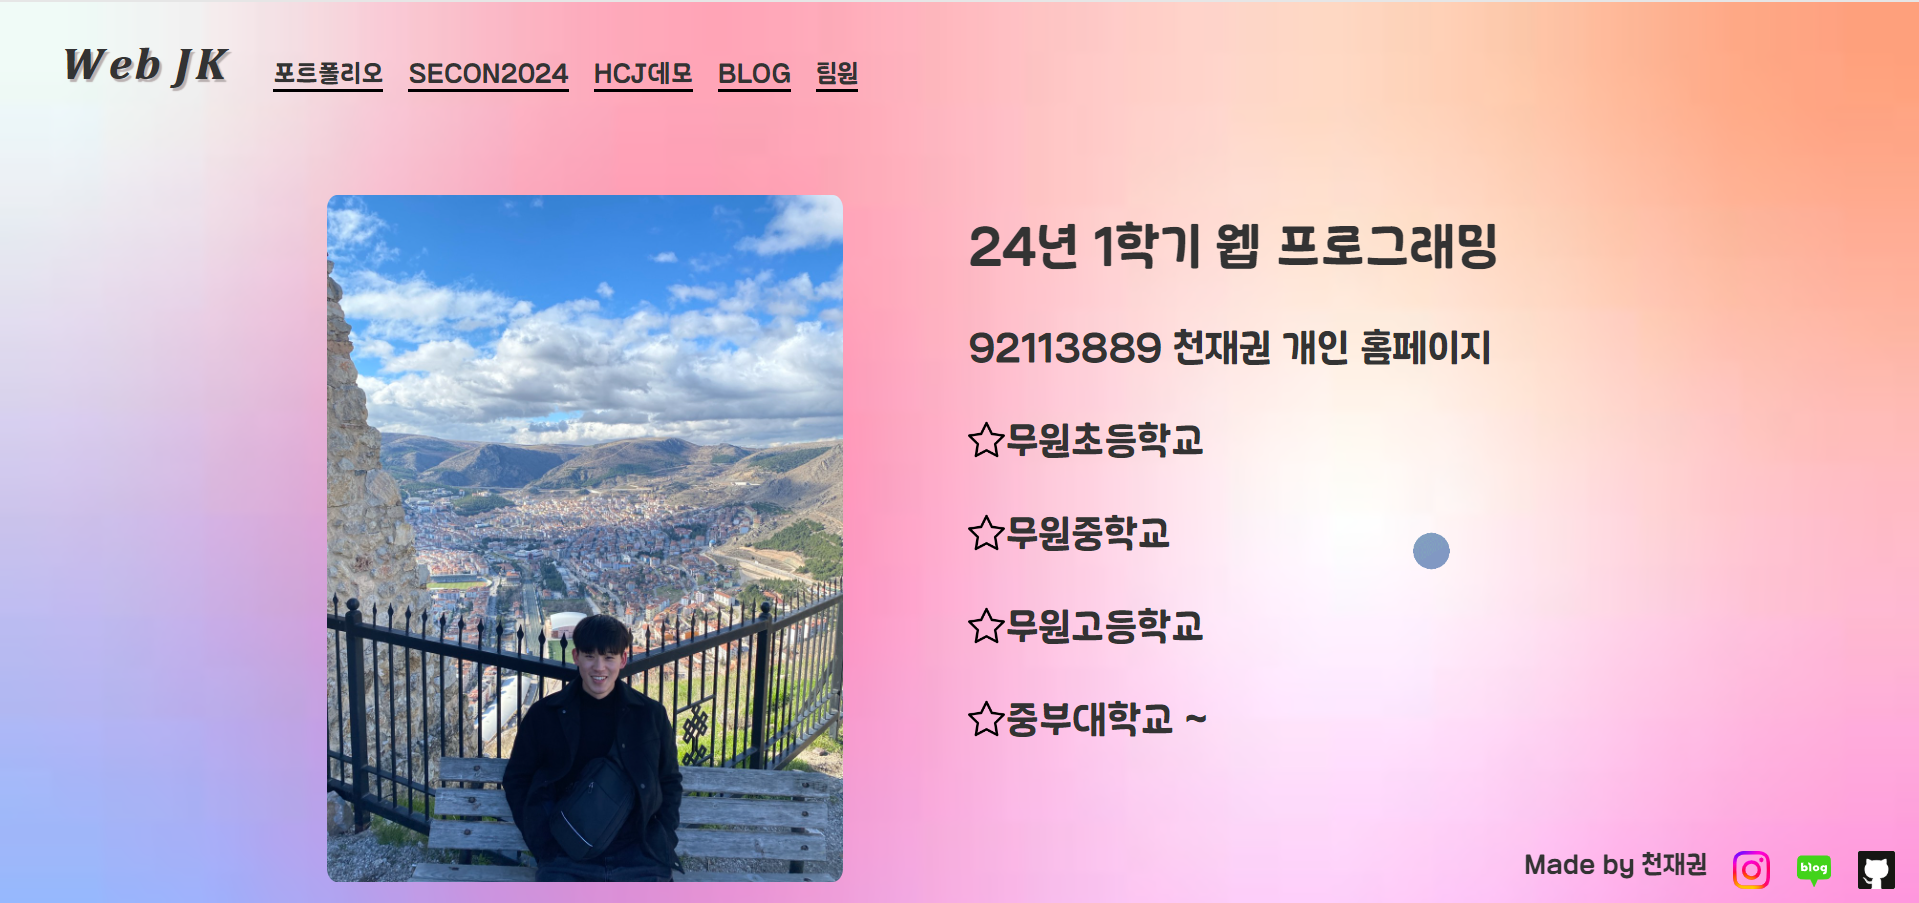 Web JK
포트폴리오 SECON2024 HCJ데모 BLOG 팀원
24년 1학기 웹 프로그래밍
92113889 천재권 개인 홈페이지
무원초등학교
무원중학교
무원고등학교
중부대학교 ~
Made by 천재권
blog